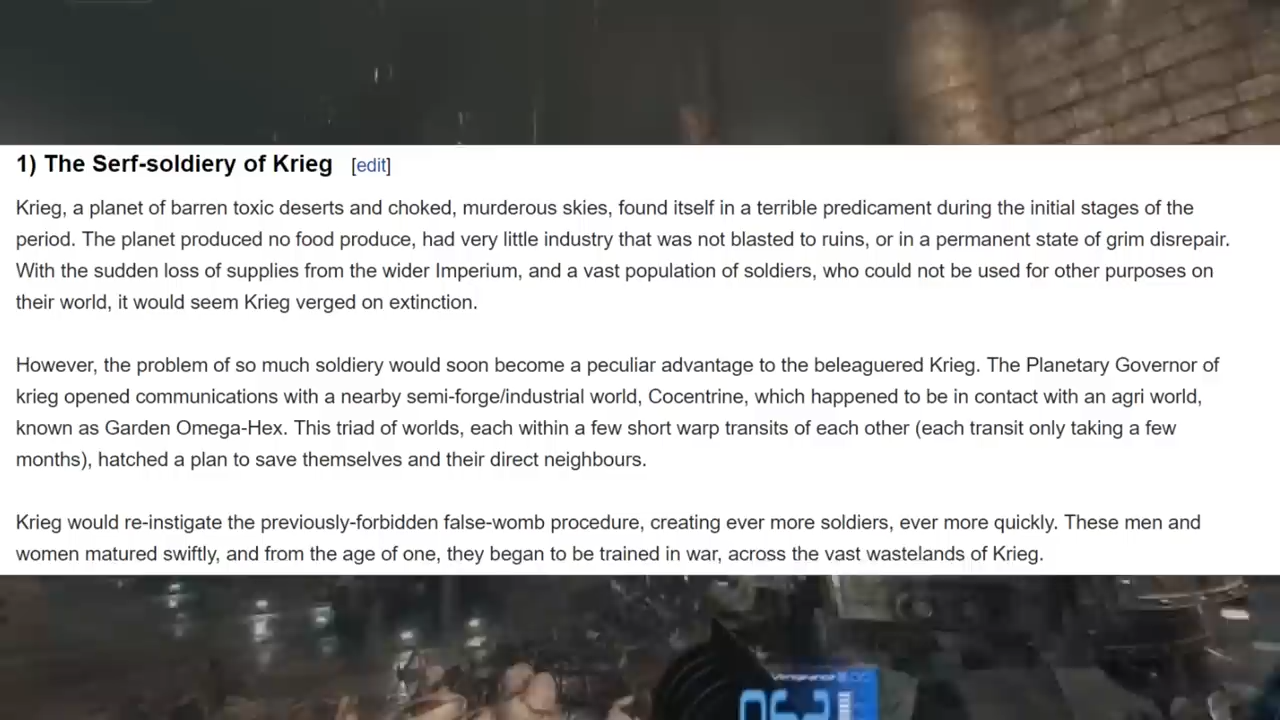 1) The Serf-soldiery of Krieg [edit]
Krieg, a planet of barren toxic deserts and choked, murderous skies, found itself in a terrible predicament during the initial stages of the
period. The planet produced no food produce, had very little industry that was not blasted to ruins, or in a permanent state of grim disrepair.
With the sudden loss of supplies from the wider Imperium, and a vast population of soldiers, who could not be used for other purposes on
their world, it would seem Krieg verged on extinction.
However, the problem of so much soldiery would soon become a peculiar advantage to the beleaguered Krieg. The Planetary Governor of
krieg opened communications with a nearby semi-forge/industrial world, Cocentrine, which happened to be in contact with an agri world,
known as Garden Omega-Hex. This triad of worlds, each within a few short warp transits of each other (each transit only taking a few
months), hatched a plan to save themselves and their direct neighbours.
Krieg would re-instigate the previously-forbidden false-womb procedure, creating ever more soldiers, ever more quickly. These men and
women matured swiftly, and from the age of one, they began to be trained in war, across the vast wastelands of Krieg.
Vengeance